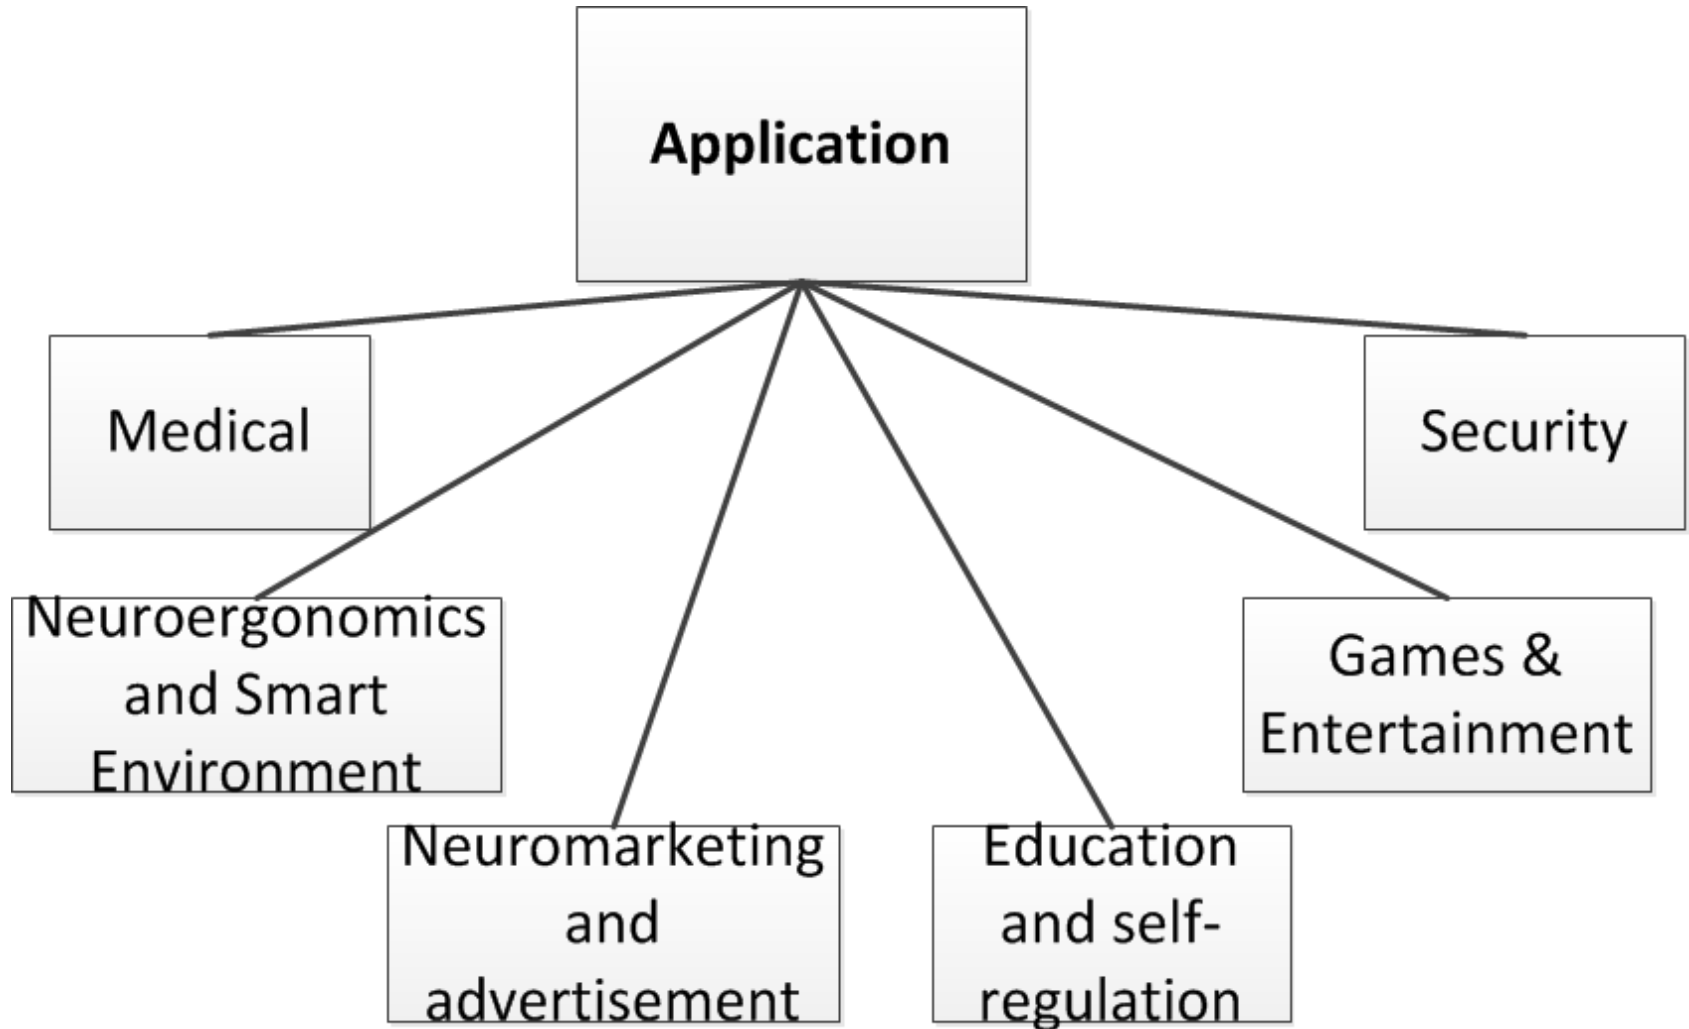 Application
Medical
Security
Neuroergonomics
and Smart
Environment
Games &
Entertainment
Neuromarketing
and
advertisement
Education
and self-
regulation